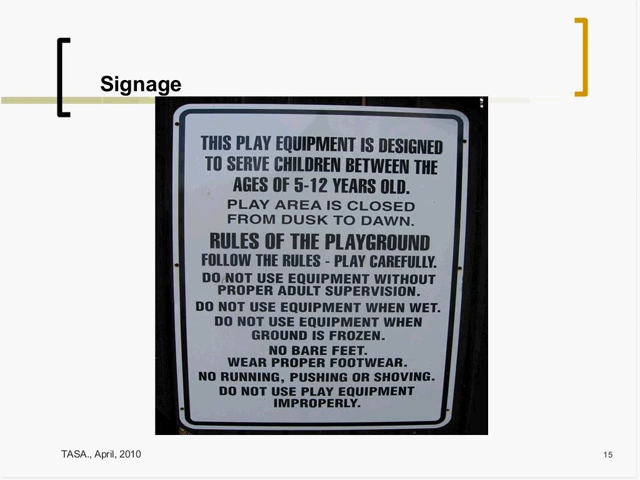 Signage
THIS PLAY EQUIPMENT IS DESIGNED
TO SERVE CHILDREN BETWEEN THE
AGES OF 5-12 YEARS OLD.
PLAY AREA IS CLOSED
FROM DUSK TO DAWN.
RULES OF THE PLAYGROUND
FOLLOW THE RULES - PLAY CAREFULLY.
DO NOT USE EQUIPMENT WITHOUT
PROPER ADULT SUPERVISION.
DO NOT USE EQUIPMENT WHEN WET.
DO NOT USE EQUIPMENT WHEN
GROUND IS FROZEN.
NO BARE FEET.
WEAR PROPER FOOTWEAR.
NO RUNNING, PUSHING OR SHOVING.
DO NOT USE PLAY EQUIPMENT
IMPROPERLY.
TASA., April, 2010
15